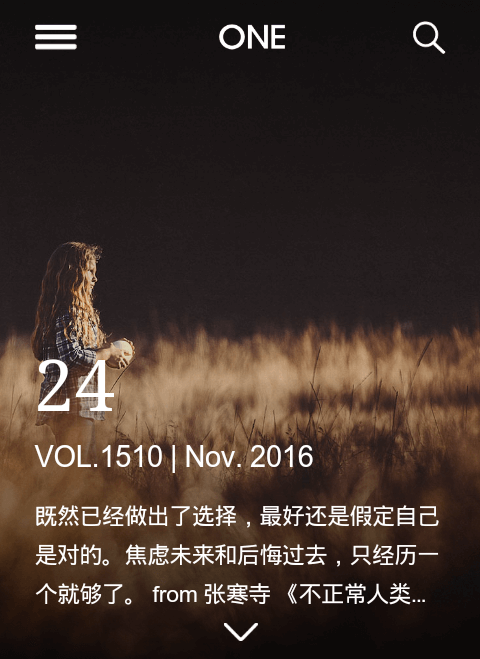 ONE
24
VOL.1510 | Nov. 2016
既然已经做出了选择，最好还是假定自己
是对的。焦虑未来和后悔过去，只经历一
个就够了。 from 张寒寺 《不正常人类...